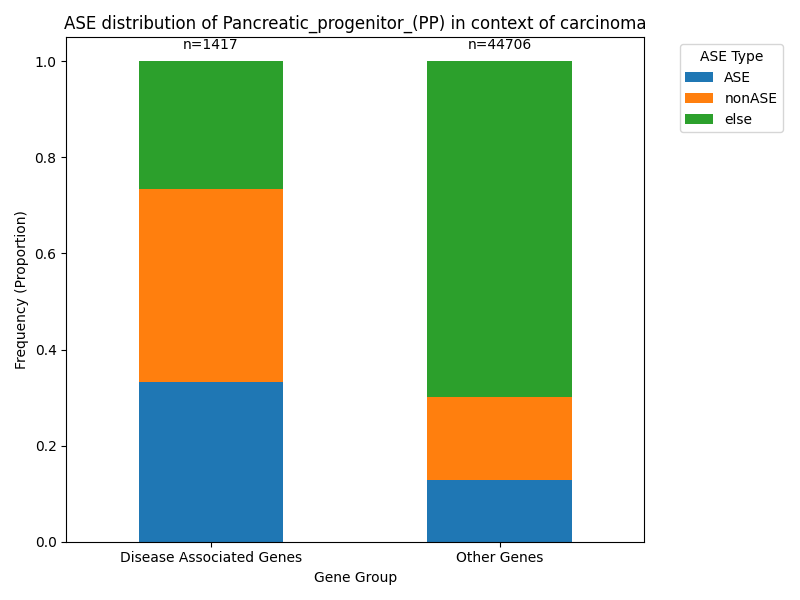 ASE distribution of Pancreatic_progenitor_(PP) in context of carcinoma
n=1417
n=44706
ASE Type
ASE
nonASE
else
Frequency (Proportion)
1.0
0.8
0.6
0.4
0.2
0.0
Disease Associated Genes
Other Genes
Gene Group